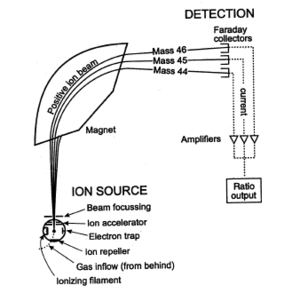 DETECTION
Faraday
collectors
Mass 46
Mass 45
Mass 44
Positive ion beam
current
Magnet
Amplifiers
Ratio
output
ION SOURCE
Beam focussing
Ion accelerator
Electron trap
Ion repeller
Gas inflow (from behind)
Ionizing filament